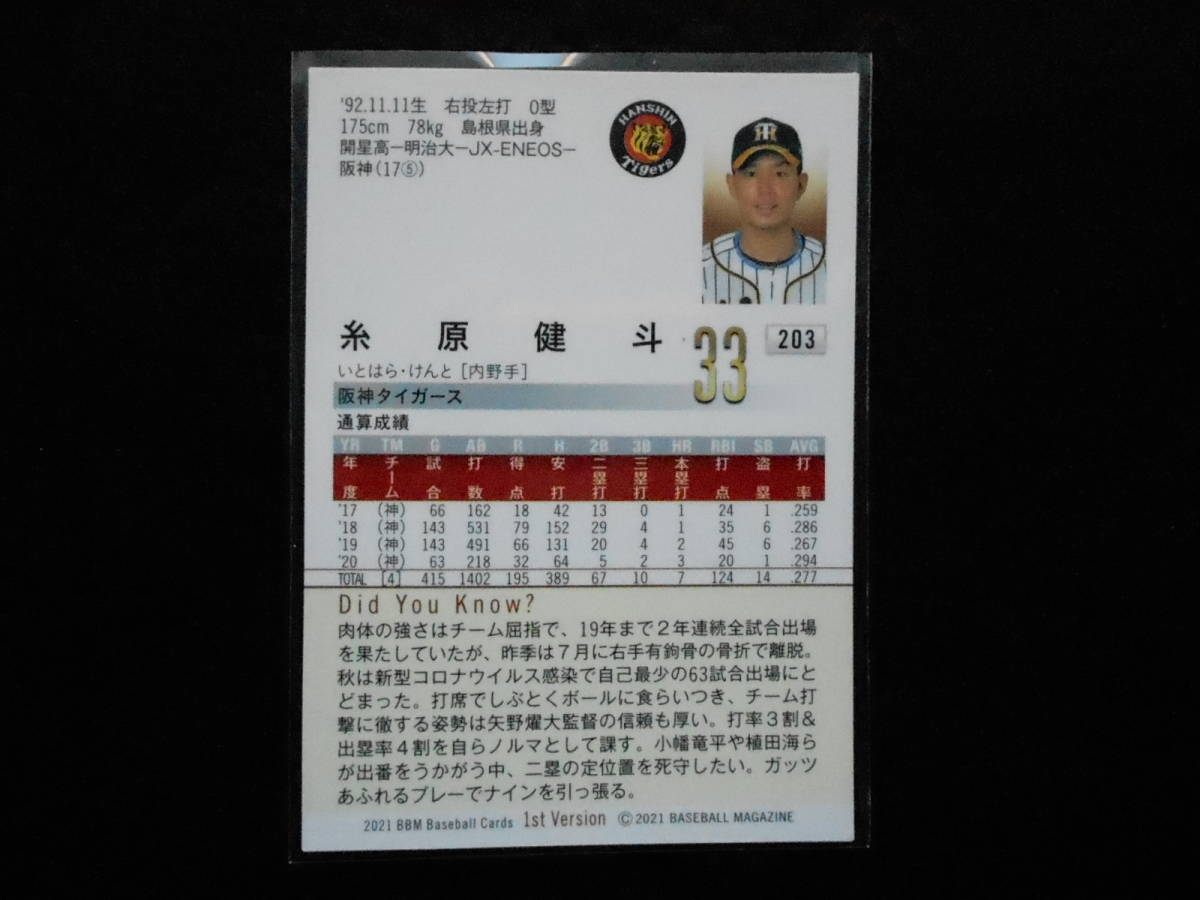 '92.11.11生 右投左打 O型
175cm 78kg 島根県出身
開星高－明治大－JX-ENEOS－
阪神(17⑤)
HANSHIN
Tigers
糸原健斗
33
203
いとはら・けんと [内野手]
阪神タイガース
通算成績
YR TM G AB R H 2B 3B HR RBI SB AVG
年度 チーム 試合 打数 得点 安打 二塁打 三塁打 本塁打 打点 盗塁 打率
'17 (神) 66 162 18 42 13 0 1 24 1 .259
'18 (神) 143 531 79 152 29 4 1 35 6 .286
'19 (神) 143 491 66 131 20 4 2 45 6 .267
'20 (神) 63 218 32 64 5 2 3 20 1 .294
TOTAL [4] 415 1402 195 389 67 10 7 124 14 .277
Did You Know?
肉体の強さはチーム屈指で、19年まで２年連続全試合出場
を果たしていたが、昨季は７月に右手有鉤骨の骨折で離脱。
秋は新型コロナウイルス感染で自己最少の63試合出場にと
どまった。打席でしぶとくボールに食らいつき、チーム打
撃に徹する姿勢は矢野燿大監督の信頼も厚い。打率３割＆
出塁率４割を自らノルマとして課す。小幡竜平や植田海ら
が出番をうかがう中、二塁の定位置を死守したい。ガッツ
あふれるプレーでナインを引っ張る。
2021 BBM Baseball Cards 1st Version ©2021 BASEBALL MAGAZINE